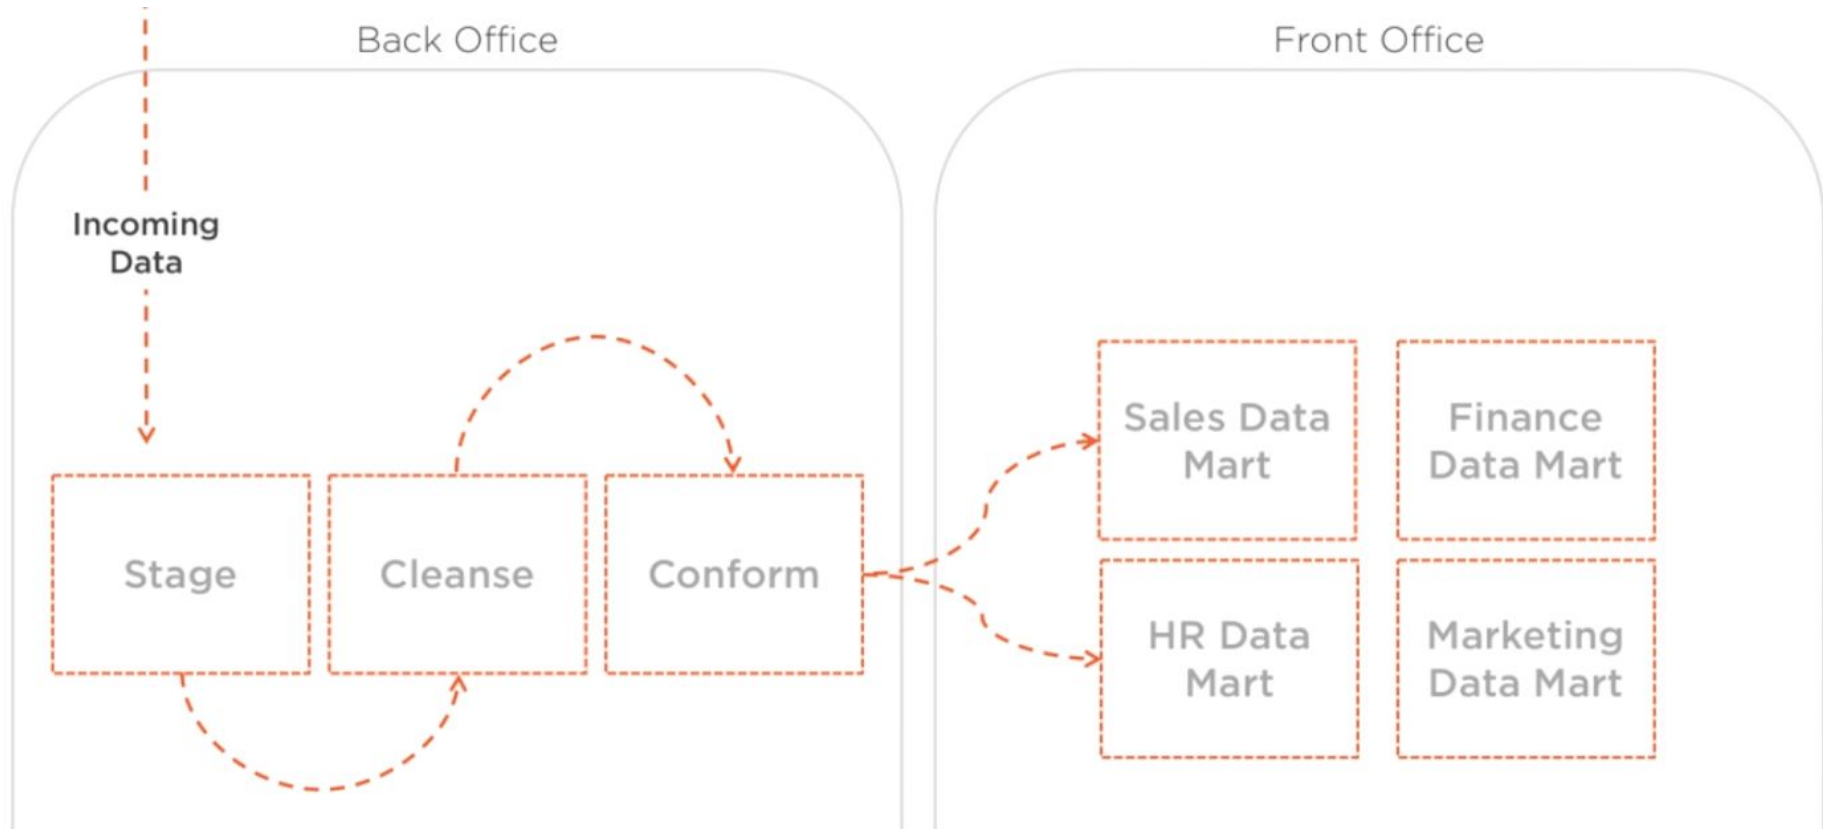 Back Office
Front Office
Incoming
Data
Stage
Cleanse
Conform
Sales Data
Mart
Finance
Data Mart
HR Data
Mart
Marketing
Data Mart